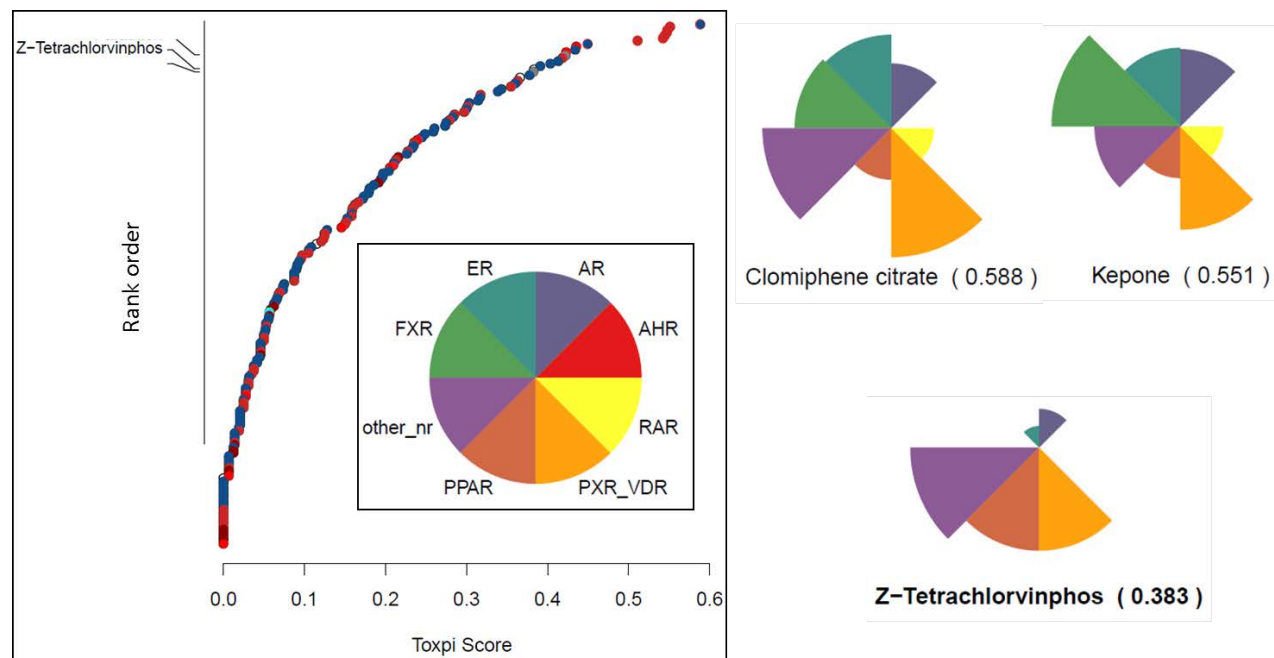 Z−Tetrachlorvinphos
Rank order
ER
AR
FXR
AHR
other_nr
RAR
PPAR
PXR_VDR
0.0
0.1
0.2
0.3
0.4
0.5
0.6
Toxpi Score
Clomiphene citrate ( 0.588 )
Kepone ( 0.551 )
Z−Tetrachlorvinphos ( 0.383 )